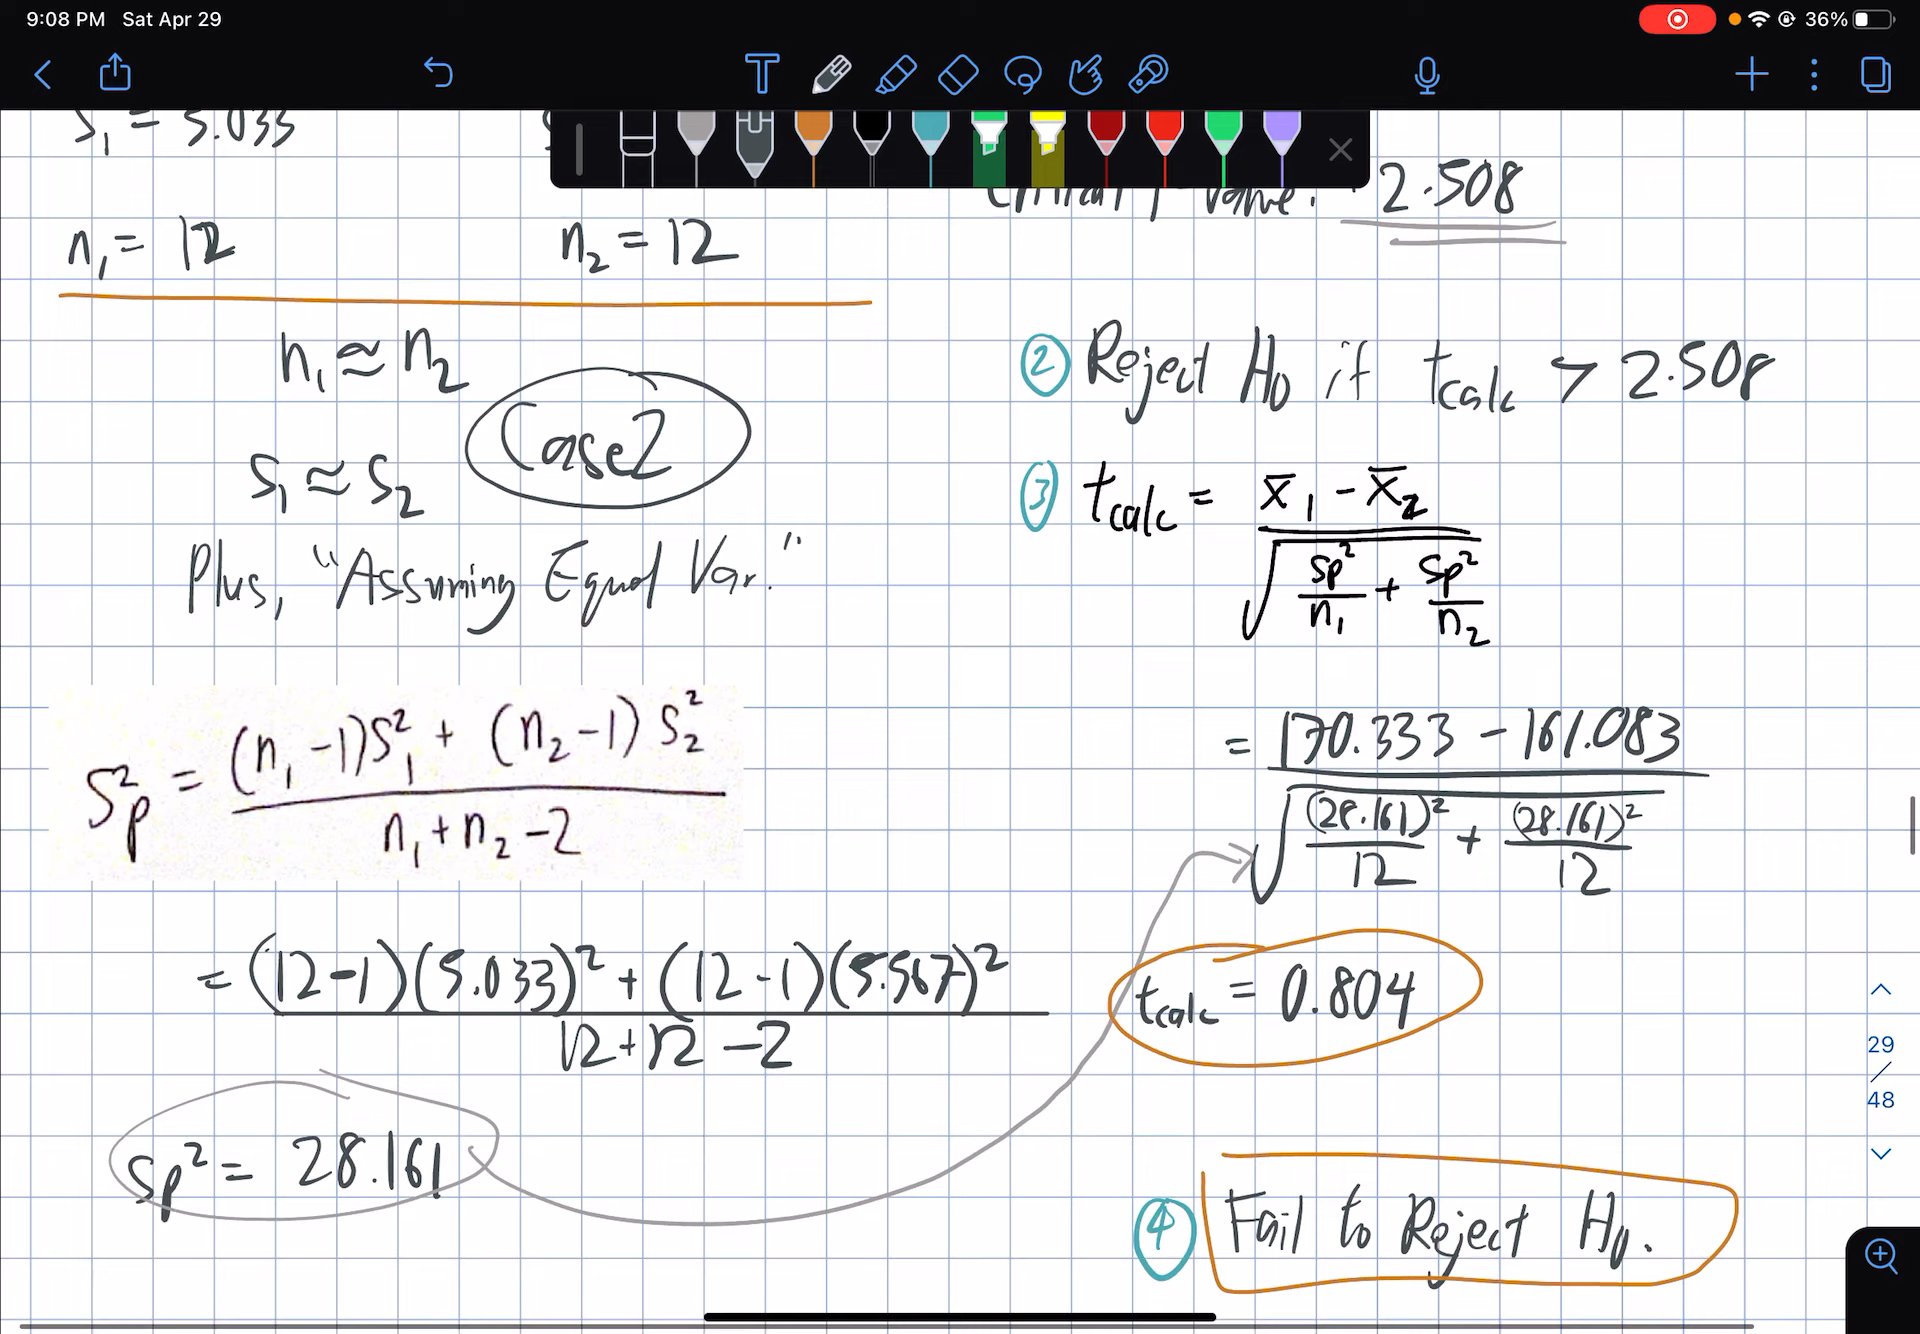 9:08 PM Sat Apr 29
36%
s₁ = 5.033
2.508
n₁ = 12
n₂ = 12
n₁ ≈ n₂
Case 2
s₁ ≈ s₂
Plus, "Assuming Equal Var."
S²p = (n₁ -1)S²₁ + (n₂ -1) S²₂ / n₁ + n₂ -2
= (12-1)(5.033)² + (12-1)(5.567)² / 12+12 -2
Sp² = 28.161
② Reject H₀ if tcalc > 2.508
③ tcalc = x̄₁ - x̄₂ / √(sp²/n₁ + sp²/n₂)
= 170.333 - 161.083 / √((28.161)²/12 + (28.161)²/12)
tcalc = 0.804
④ Fail to Reject H₀.
29
/
48